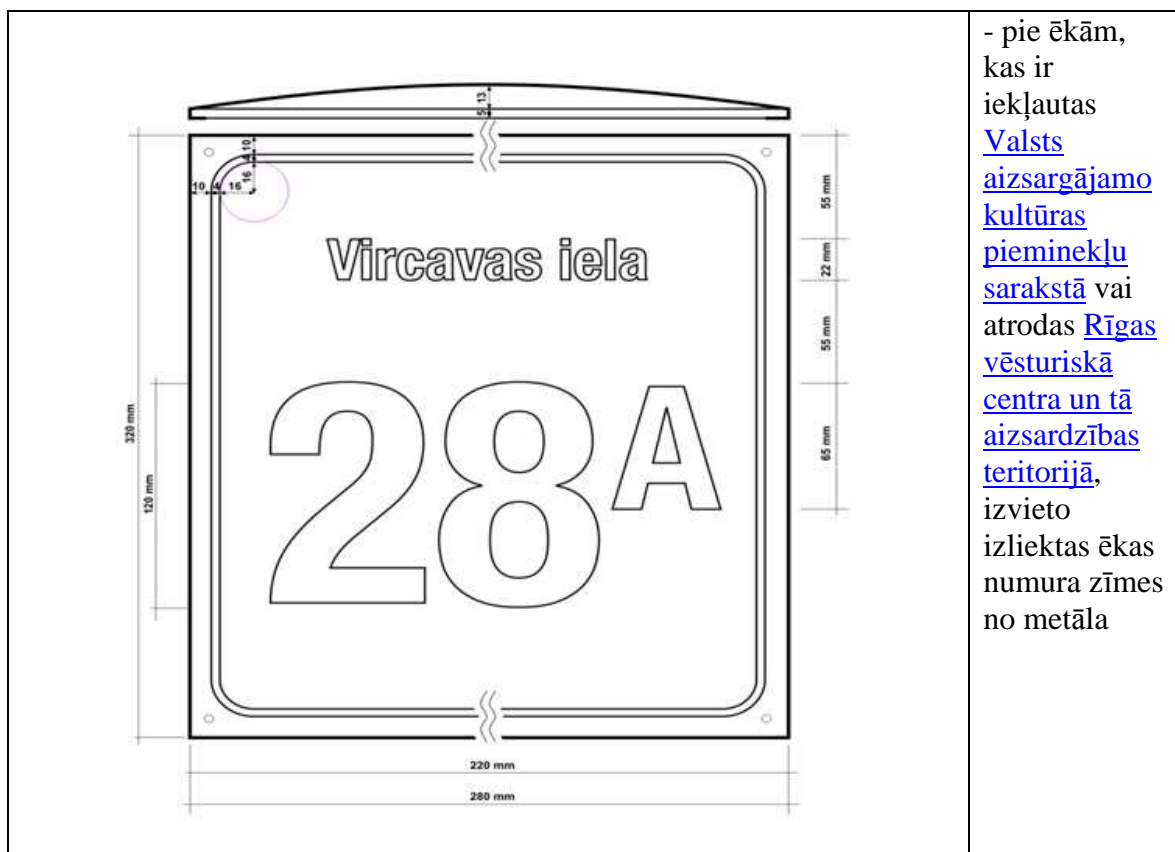 5 13
10
4
16
10 4 16
Vircavas iela
28A
55 mm
22 mm
55 mm
65 mm
320 mm
120 mm
220 mm
280 mm
- pie ēkām,
kas ir
iekļautas
Valsts
aizsargājamo
kultūras
pieminekļu
sarakstā vai
atrodas Rīgas
vēsturiskā
centra un tā
aizsardzības
teritorijā,
izvieto
izliektas ēkas
numura zīmes
no metāla